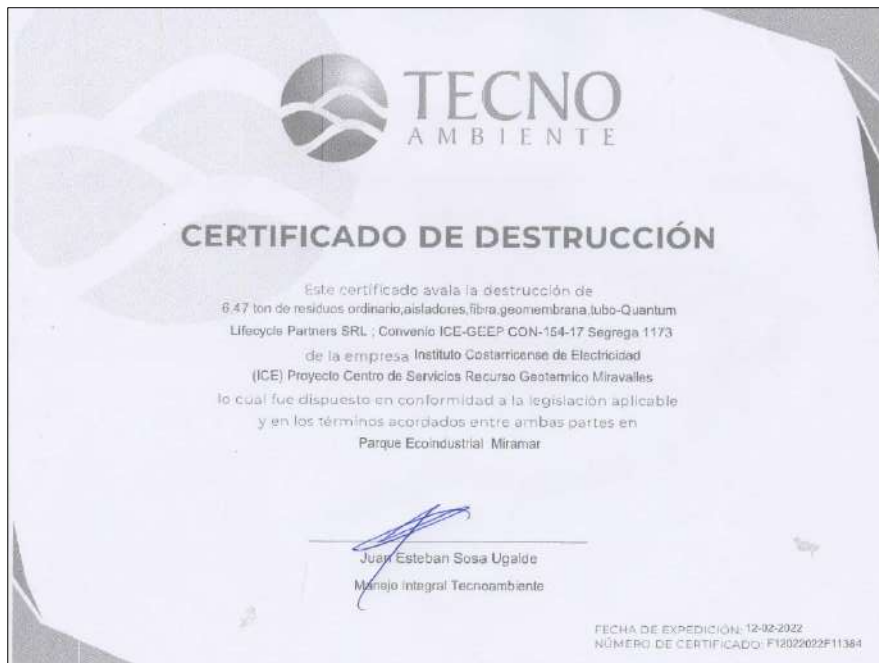 TECNO
AMBIENTE
CERTIFICADO DE DESTRUCCIÓN
Este certificado avala la destrucción de
6,47 ton de residuos ordinario,aisladores,fibra,geomembrana,tubo-Quantum
Lifecycle Partners SRL ; Convenio ICE-GEEP CON-154-17 Segrega 1173
de la empresa Instituto Costarricense de Electricidad
(ICE) Proyecto Centro de Servicios Recurso Geotermico Miravalles
lo cual fue dispuesto en conformidad a la legislación aplicable
y en los términos acordados entre ambas partes en
Parque Ecoindustrial Miramar
Juan Esteban Sosa Ugalde
Manejo Integral Tecnoambiente
FECHA DE EXPEDICIÓN: 12-02-2022
NÚMERO DE CERTIFICADO: F12022022F11384